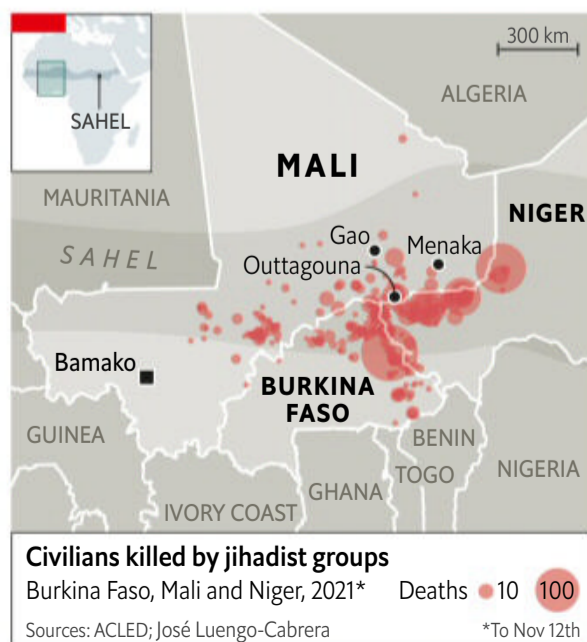 300 km
ALGERIA
SAHEL
MALI
MAURITANIA
NIGER
Gao
Menaka
SAHEL
Outtagouna
Bamako
BURKINA
FASO
GUINEA
BENIN
NIGERIA
TOGO
GHANA
IVORY COAST
Civilians killed by jihadist groups
Burkina Faso, Mali and Niger, 2021* Deaths 10 100
Sources: ACLED; José Luengo-Cabrera *To Nov 12th